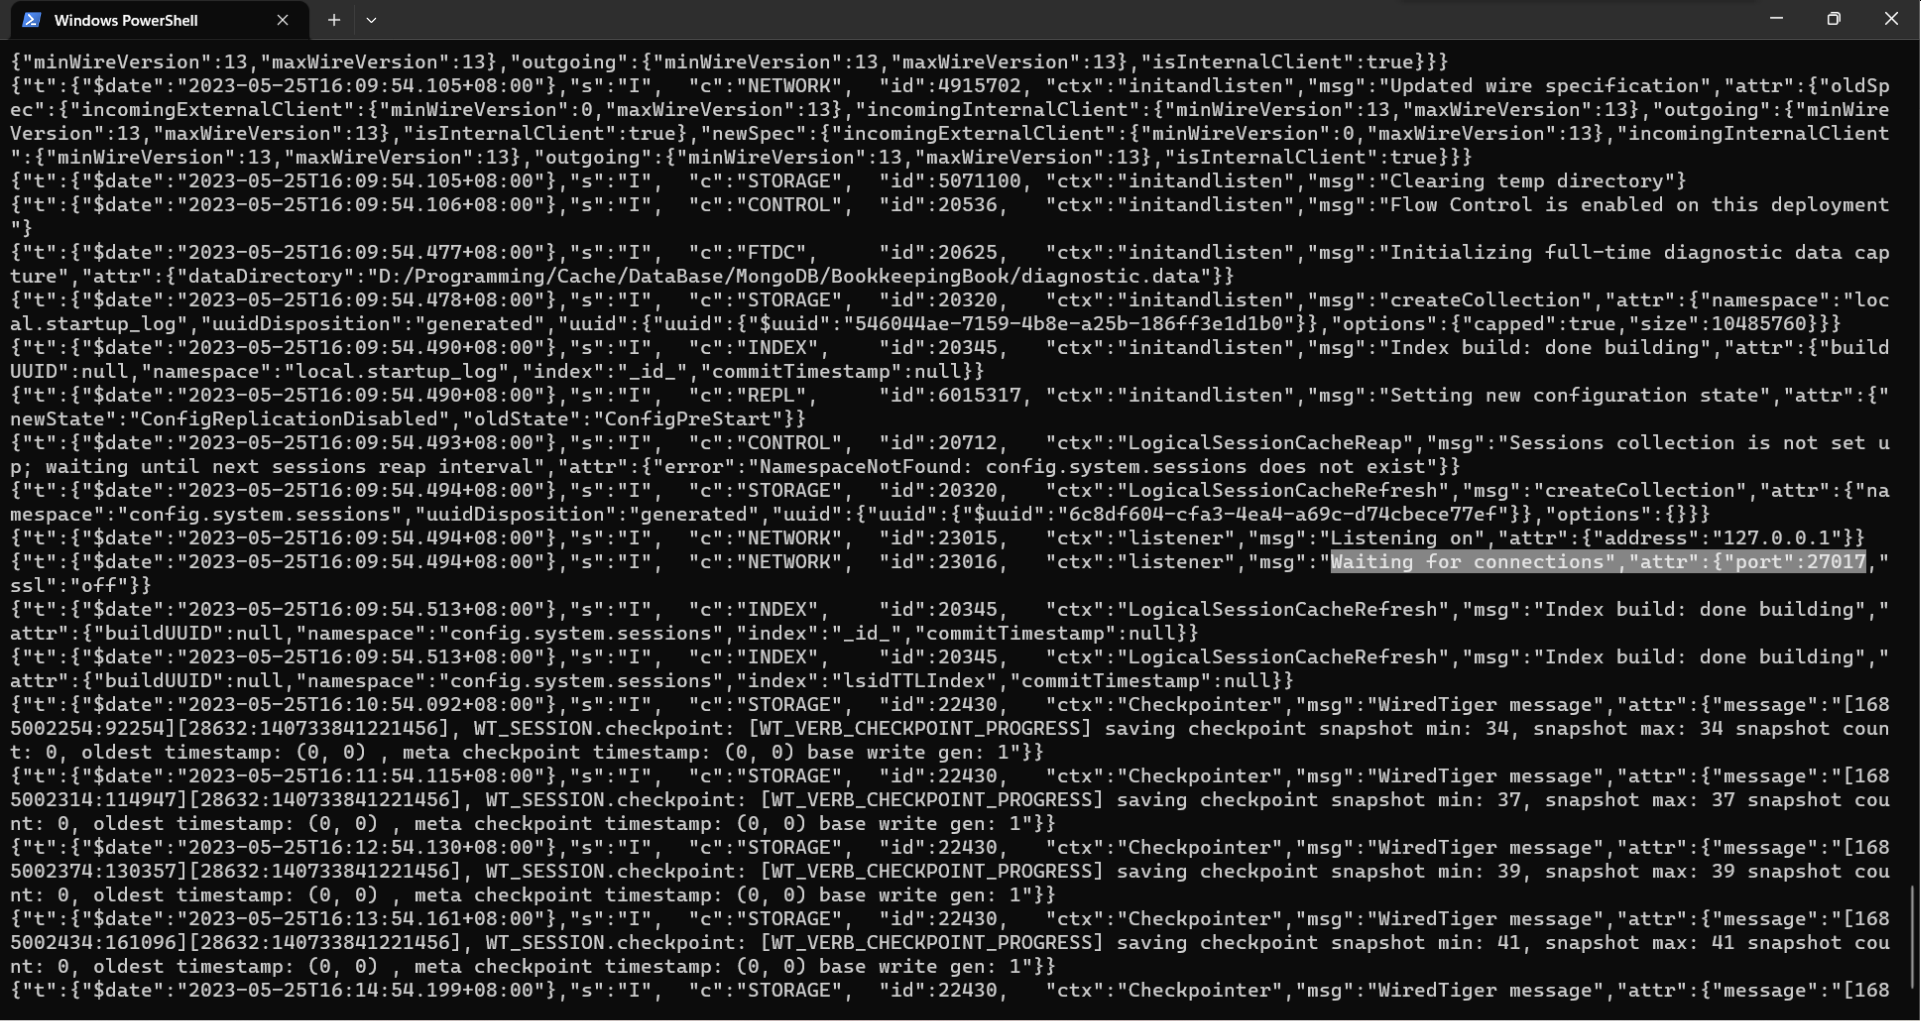 Windows PowerShell
{"minWireVersion":13,"maxWireVersion":13},"outgoing":{"minWireVersion":13,"maxWireVersion":13},"isInternalClient":true}}}
{"t":{"$date":"2023-05-25T16:09:54.105+08:00"},"s":"I",  "c":"NETWORK",  "id":4915702, "ctx":"initandlisten","msg":"Updated wire specification","attr":{"oldSp
ec":{"incomingExternalClient":{"minWireVersion":0,"maxWireVersion":13},"incomingInternalClient":{"minWireVersion":13,"maxWireVersion":13},"outgoing":{"minWire
Version":13,"maxWireVersion":13},"isInternalClient":true},"newSpec":{"incomingExternalClient":{"minWireVersion":0,"maxWireVersion":13},"incomingInternalClient
":{"minWireVersion":13,"maxWireVersion":13},"outgoing":{"minWireVersion":13,"maxWireVersion":13},"isInternalClient":true}}}
{"t":{"$date":"2023-05-25T16:09:54.105+08:00"},"s":"I",  "c":"STORAGE",  "id":5071100, "ctx":"initandlisten","msg":"Clearing temp directory"}
{"t":{"$date":"2023-05-25T16:09:54.106+08:00"},"s":"I",  "c":"CONTROL",  "id":20536,   "ctx":"initandlisten","msg":"Flow Control is enabled on this deployment
"}
{"t":{"$date":"2023-05-25T16:09:54.477+08:00"},"s":"I",  "c":"FTDC",     "id":20625,   "ctx":"initandlisten","msg":"Initializing full-time diagnostic data cap
ture","attr":{"dataDirectory":"D:/Programming/Cache/DataBase/MongoDB/BookkeepingBook/diagnostic.data"}}
{"t":{"$date":"2023-05-25T16:09:54.478+08:00"},"s":"I",  "c":"STORAGE",  "id":20320,   "ctx":"initandlisten","msg":"createCollection","attr":{"namespace":"loc
al.startup_log","uuidDisposition":"generated","uuid":{"uuid":{"$uuid":"546044ae-7159-4b8e-a25b-186ff3e1d1b0"}},"options":{"capped":true,"size":10485760}}}
{"t":{"$date":"2023-05-25T16:09:54.490+08:00"},"s":"I",  "c":"INDEX",    "id":20345,   "ctx":"initandlisten","msg":"Index build: done building","attr":{"build
UUID":null,"namespace":"local.startup_log","index":"_id_","commitTimestamp":null}}
{"t":{"$date":"2023-05-25T16:09:54.490+08:00"},"s":"I",  "c":"REPL",     "id":6015317, "ctx":"initandlisten","msg":"Setting new configuration state","attr":{"
newState":"ConfigReplicationDisabled","oldState":"ConfigPreStart"}}
{"t":{"$date":"2023-05-25T16:09:54.493+08:00"},"s":"I",  "c":"CONTROL",  "id":20712,   "ctx":"LogicalSessionCacheReap","msg":"Sessions collection is not set u
p; waiting until next sessions reap interval","attr":{"error":"NamespaceNotFound: config.system.sessions does not exist"}}
{"t":{"$date":"2023-05-25T16:09:54.494+08:00"},"s":"I",  "c":"STORAGE",  "id":20320,   "ctx":"LogicalSessionCacheRefresh","msg":"createCollection","attr":{"na
mespace":"config.system.sessions","uuidDisposition":"generated","uuid":{"uuid":{"$uuid":"6c8df604-cfa3-4ea4-a69c-d74cbece77ef"}},"options":{}}}
{"t":{"$date":"2023-05-25T16:09:54.494+08:00"},"s":"I",  "c":"NETWORK",  "id":23015,   "ctx":"listener","msg":"Listening on","attr":{"address":"127.0.0.1"}}
{"t":{"$date":"2023-05-25T16:09:54.494+08:00"},"s":"I",  "c":"NETWORK",  "id":23016,   "ctx":"listener","msg":"Waiting for connections","attr":{"port":27017,"
ssl":"off"}}
{"t":{"$date":"2023-05-25T16:09:54.513+08:00"},"s":"I",  "c":"INDEX",    "id":20345,   "ctx":"LogicalSessionCacheRefresh","msg":"Index build: done building","
attr":{"buildUUID":null,"namespace":"config.system.sessions","index":"_id_","commitTimestamp":null}}
{"t":{"$date":"2023-05-25T16:09:54.513+08:00"},"s":"I",  "c":"INDEX",    "id":20345,   "ctx":"LogicalSessionCacheRefresh","msg":"Index build: done building","
attr":{"buildUUID":null,"namespace":"config.system.sessions","index":"lsidTTLIndex","commitTimestamp":null}}
{"t":{"$date":"2023-05-25T16:10:54.092+08:00"},"s":"I",  "c":"STORAGE",  "id":22430,   "ctx":"Checkpointer","msg":"WiredTiger message","attr":{"message":"[168
5002254:92254][28632:140733841221456], WT_SESSION.checkpoint: [WT_VERB_CHECKPOINT_PROGRESS] saving checkpoint snapshot min: 34, snapshot max: 34 snapshot coun
t: 0, oldest timestamp: (0, 0) , meta checkpoint timestamp: (0, 0) base write gen: 1"}}
{"t":{"$date":"2023-05-25T16:11:54.115+08:00"},"s":"I",  "c":"STORAGE",  "id":22430,   "ctx":"Checkpointer","msg":"WiredTiger message","attr":{"message":"[168
5002314:114947][28632:140733841221456], WT_SESSION.checkpoint: [WT_VERB_CHECKPOINT_PROGRESS] saving checkpoint snapshot min: 37, snapshot max: 37 snapshot cou
nt: 0, oldest timestamp: (0, 0) , meta checkpoint timestamp: (0, 0) base write gen: 1"}}
{"t":{"$date":"2023-05-25T16:12:54.130+08:00"},"s":"I",  "c":"STORAGE",  "id":22430,   "ctx":"Checkpointer","msg":"WiredTiger message","attr":{"message":"[168
5002374:130357][28632:140733841221456], WT_SESSION.checkpoint: [WT_VERB_CHECKPOINT_PROGRESS] saving checkpoint snapshot min: 39, snapshot max: 39 snapshot cou
nt: 0, oldest timestamp: (0, 0) , meta checkpoint timestamp: (0, 0) base write gen: 1"}}
{"t":{"$date":"2023-05-25T16:13:54.161+08:00"},"s":"I",  "c":"STORAGE",  "id":22430,   "ctx":"Checkpointer","msg":"WiredTiger message","attr":{"message":"[168
5002434:161096][28632:140733841221456], WT_SESSION.checkpoint: [WT_VERB_CHECKPOINT_PROGRESS] saving checkpoint snapshot min: 41, snapshot max: 41 snapshot cou
nt: 0, oldest timestamp: (0, 0) , meta checkpoint timestamp: (0, 0) base write gen: 1"}}
{"t":{"$date":"2023-05-25T16:14:54.199+08:00"},"s":"I",  "c":"STORAGE",  "id":22430,   "ctx":"Checkpointer","msg":"WiredTiger message","attr":{"message":"[168